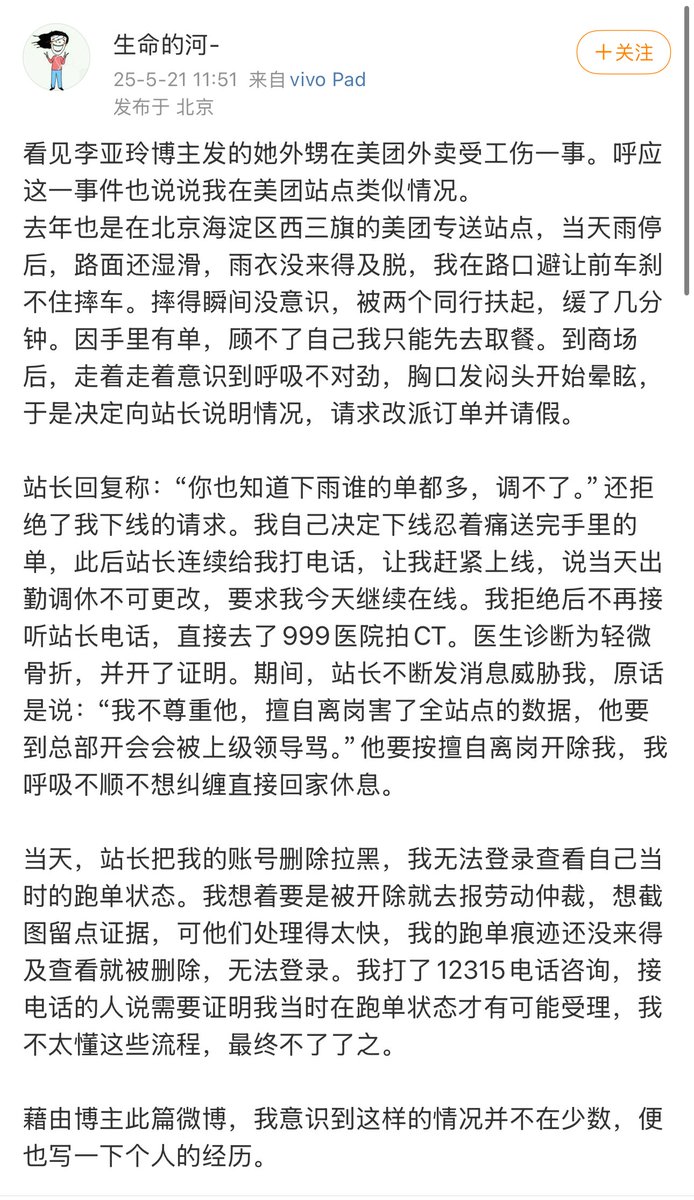 生命的河-
＋关注
25-5-21 11:51 来自 vivo Pad
发布于 北京
看见李亚玲博主发的她外甥在美团外卖受工伤一事。呼应
这一事件也说说我在美团站点类似情况。
去年也是在北京海淀区西三旗的美团专送站点，当天雨停
后，路面还湿滑，雨衣没来得及脱，我在路口避让前车刹
不住摔车。摔得瞬间没意识，被两个同行扶起，缓了几分
钟。因手里有单，顾不了自己我只能先去取餐。到商场
后，走着走着意识到呼吸不对劲，胸口发闷头开始晕眩，
于是决定向站长说明情况，请求改派订单并请假。
站长回复称：“你也知道下雨谁的单都多，调不了。”还拒
绝了我下线的请求。我自己决定下线忍着痛送完手里的
单，此后站长连续给我打电话，让我赶紧上线，说当天出
勤调休不可更改，要求我今天继续在线。我拒绝后不再接
听站长电话，直接去了999医院拍CT。医生诊断为轻微
骨折，并开了证明。期间，站长不断发消息威胁我，原话
是说：“我不尊重他，擅自离岗害了全站点的数据，他要
到总部开会会被上级领导骂。”他要按擅自离岗开除我，我
呼吸不顺不想纠缠直接回家休息。
当天，站长把我的账号删除拉黑，我无法登录查看自己当
时的跑单状态。我想着要是被开除就去报劳动仲裁，想截
图留点证据，可他们处理得太快，我的跑单痕迹还没来得
及查看就被删除，无法登录。我打了12315电话咨询，接
电话的人说需要证明我当时在跑单状态才有可能受理，我
不太懂这些流程，最终不了了之。
藉由博主此篇微博，我意识到这样的情况并不在少数，便
也写一下个人的经历。